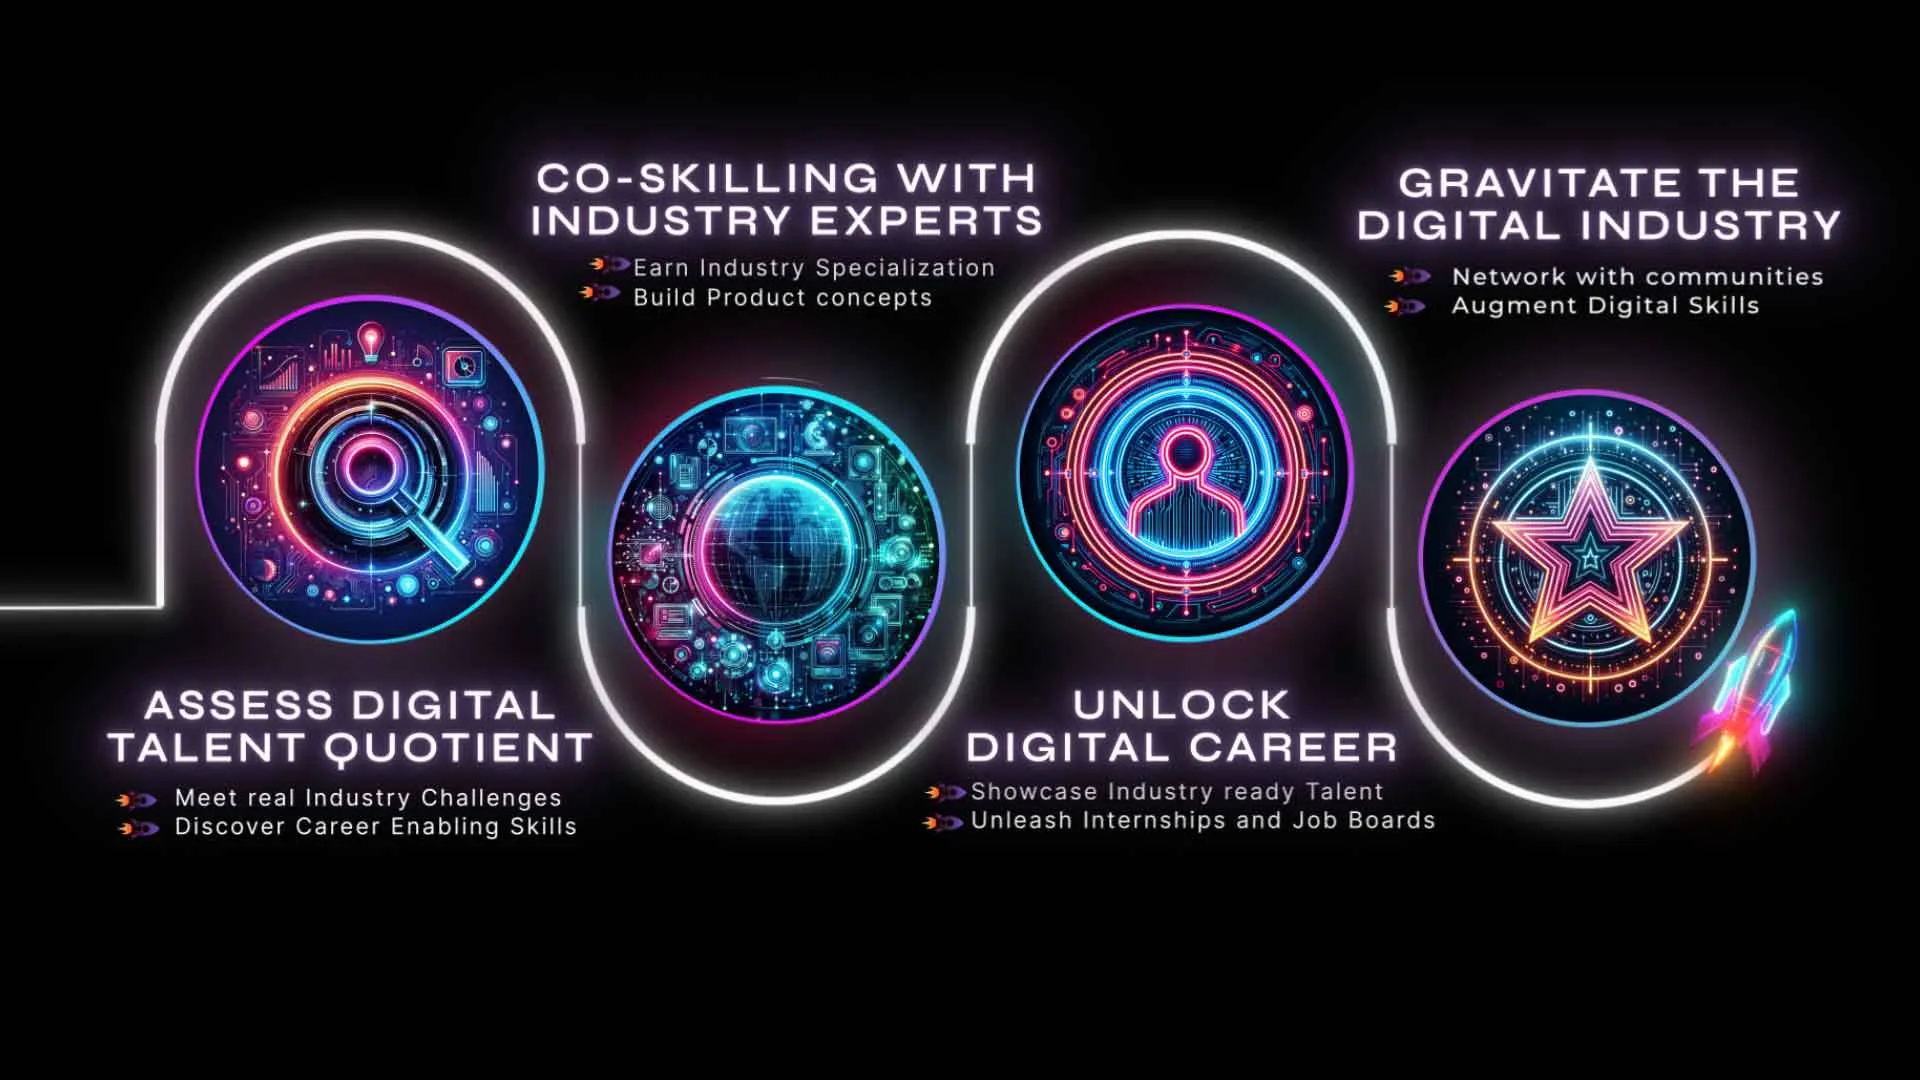 ASSESS DIGITAL
TALENT QUOTIENT
Meet real Industry Challenges
Discover Career Enabling Skills
CO-SKILLING WITH
INDUSTRY EXPERTS
Earn Industry Specialization
Build Product concepts
UNLOCK
DIGITAL CAREER
Showcase Industry ready Talent
Unleash Internships and Job Boards
GRAVITATE THE
DIGITAL INDUSTRY
Network with communities
Augment Digital Skills